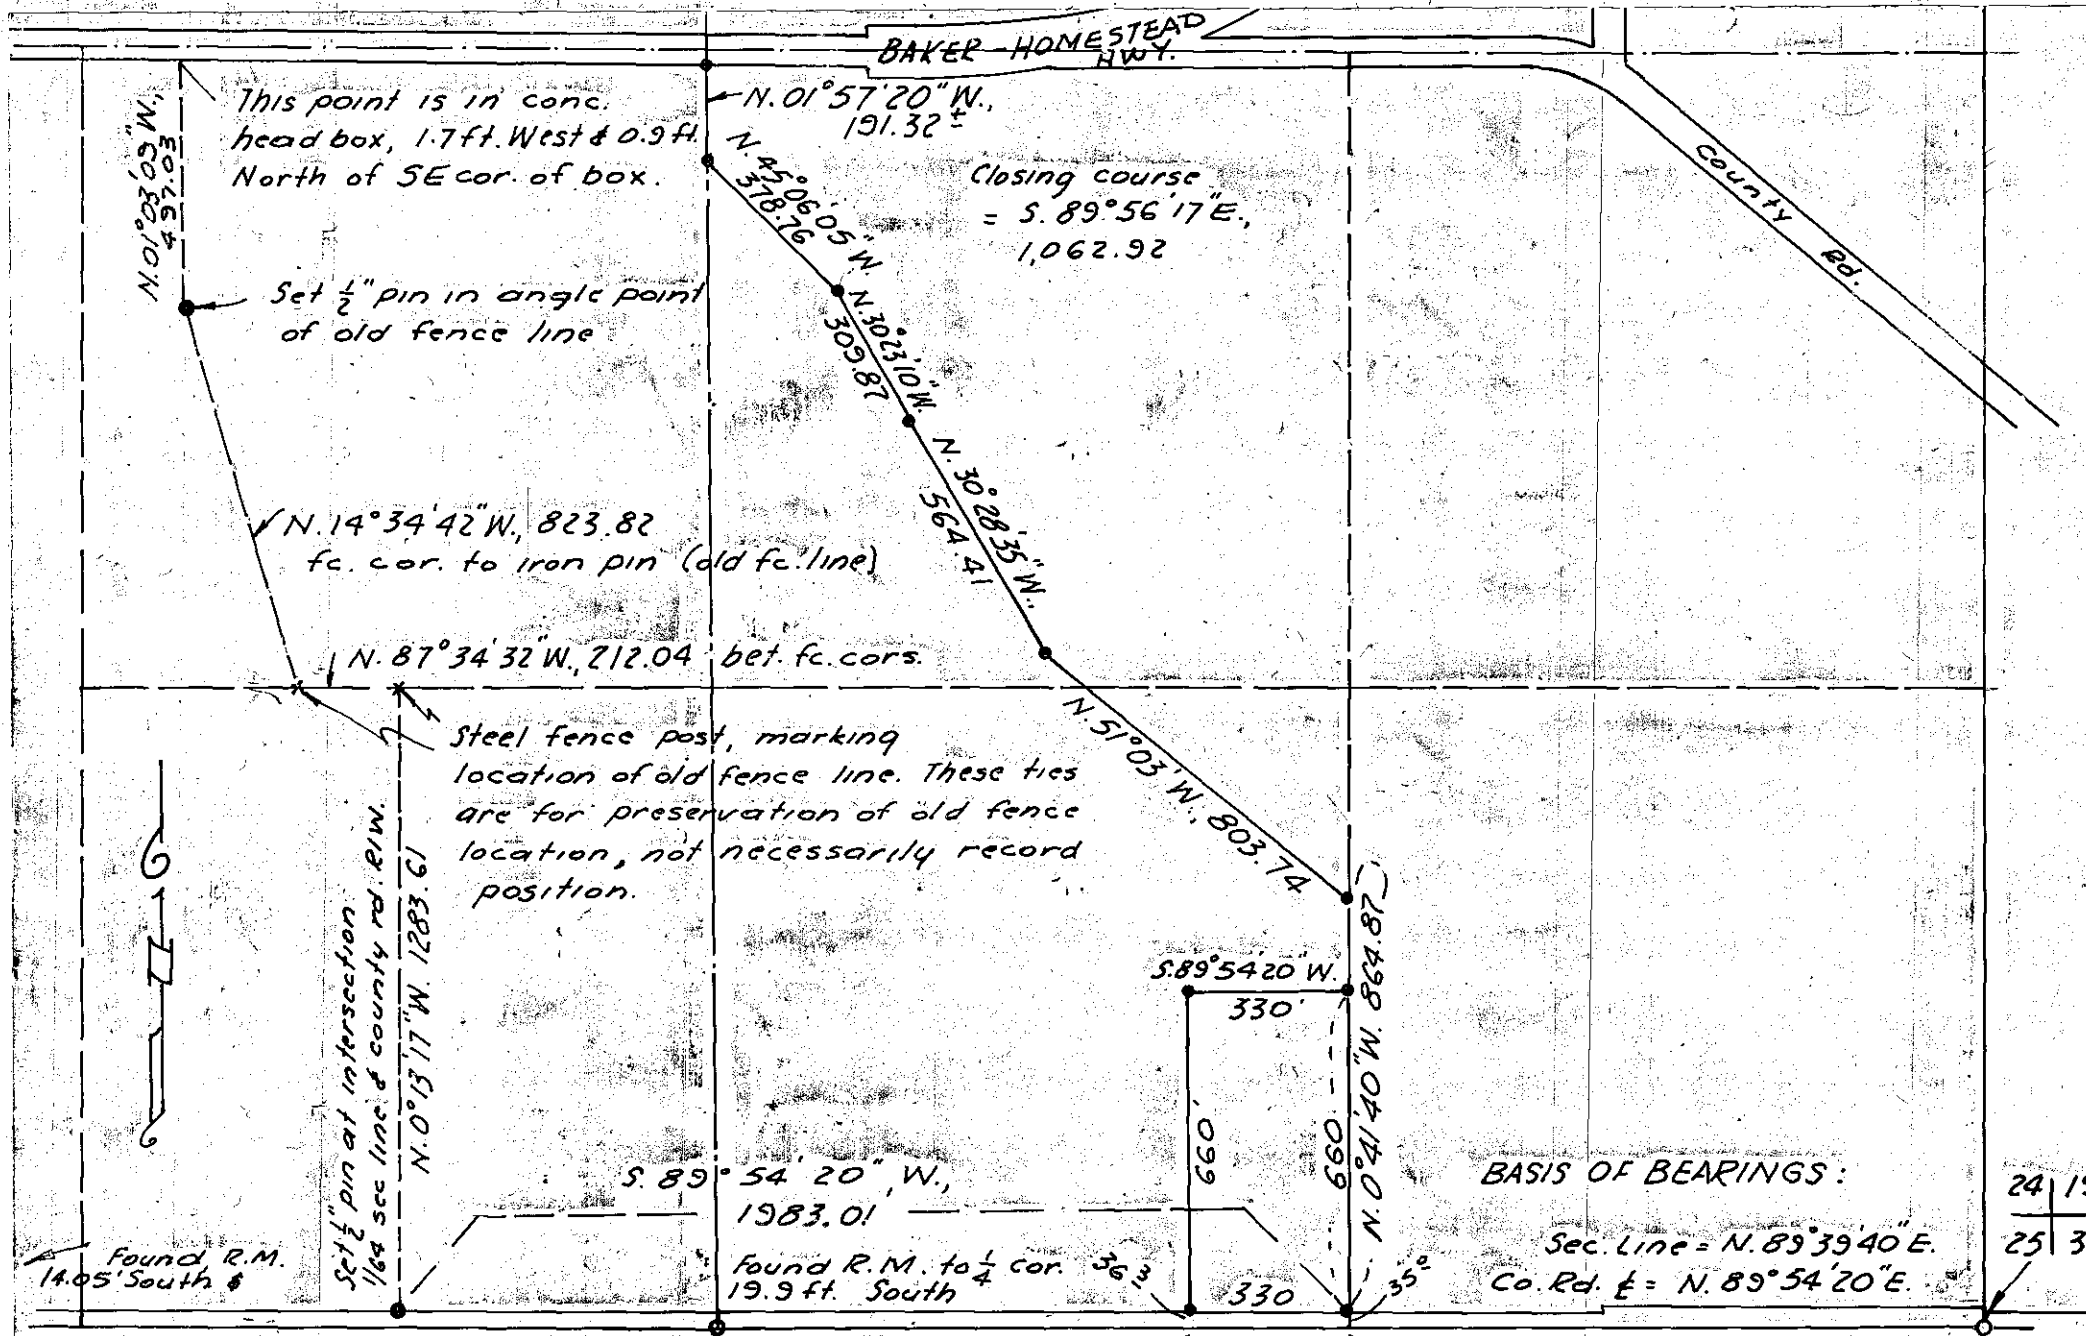 BAKER-HOMESTEAD
HWY.
This point is in conc.
head box, 1.7 ft. West & 0.9 ft.
North of SE cor. of box.
N.01°03'09"W.,
497.03
N.01°57'20"W.,
191.32±
N.45°06'05"W.
378.76
Closing course
= S. 89°56'17"E.,
1,062.92
County Rd.
Set ½" pin in angle point
of old fence line
N.30°23'10"W.
309.87
N. 30°28'35"W.,
564.41
N. 14°34'42"W., 823.82
fc. cor. to iron pin (old fc. line)
N. 87°34'32"W., 212.04 bet. fc. cors.
Steel fence post, marking
location of old fence line. These ties
are for preservation of old fence
location, not necessarily record
position.
N.51°03'W., 803.74
Set ½" pin at intersection
1/64 sec line & county rd. R/W.
N.0°13'17"W. 1283.61
S.89°54'20"W.
330'
660'
660
N.0°41'40"W. 864.87
S. 89°54'20", W.,
1983.01
BASIS OF BEARINGS:
Sec. Line = N. 89°39'40"E.
Co. Rd. ℄ = N. 89°54'20"E.
24 19
25 3
Found R.M.
14.05' South &
Found R.M. to ¼ cor.
19.9 ft. South
36 3
330
35º